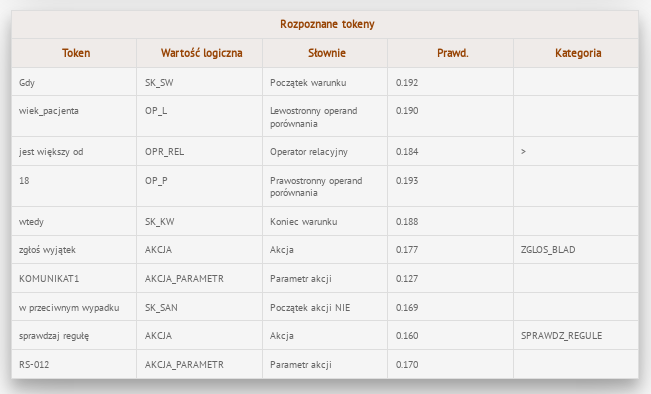 Rozpoznane tokeny
Token Wartość logiczna Słownie Prawd. Kategoria
Gdy SK_SW Początek warunku 0.192
wiek_pacjenta OP_L Lewostronny operand 0.190
porównania
jest większy od OPR_REL Operator relacyjny 0.184 >
18 OP_P Prawostronny operand 0.193
porównania
wtedy SK_KW Koniec warunku 0.188
zgłoś wyjątek AKCJA Akcja 0.177 ZGLOS_BLAD
KOMUNIKAT1 AKCJA_PARAMETR Parametr akcji 0.127
w przeciwnym wypadku SK_SAN Początek akcji NIE 0.169
sprawdzaj regułę AKCJA Akcja 0.160 SPRAWDZ_REGULE
RS-012 AKCJA_PARAMETR Parametr akcji 0.170